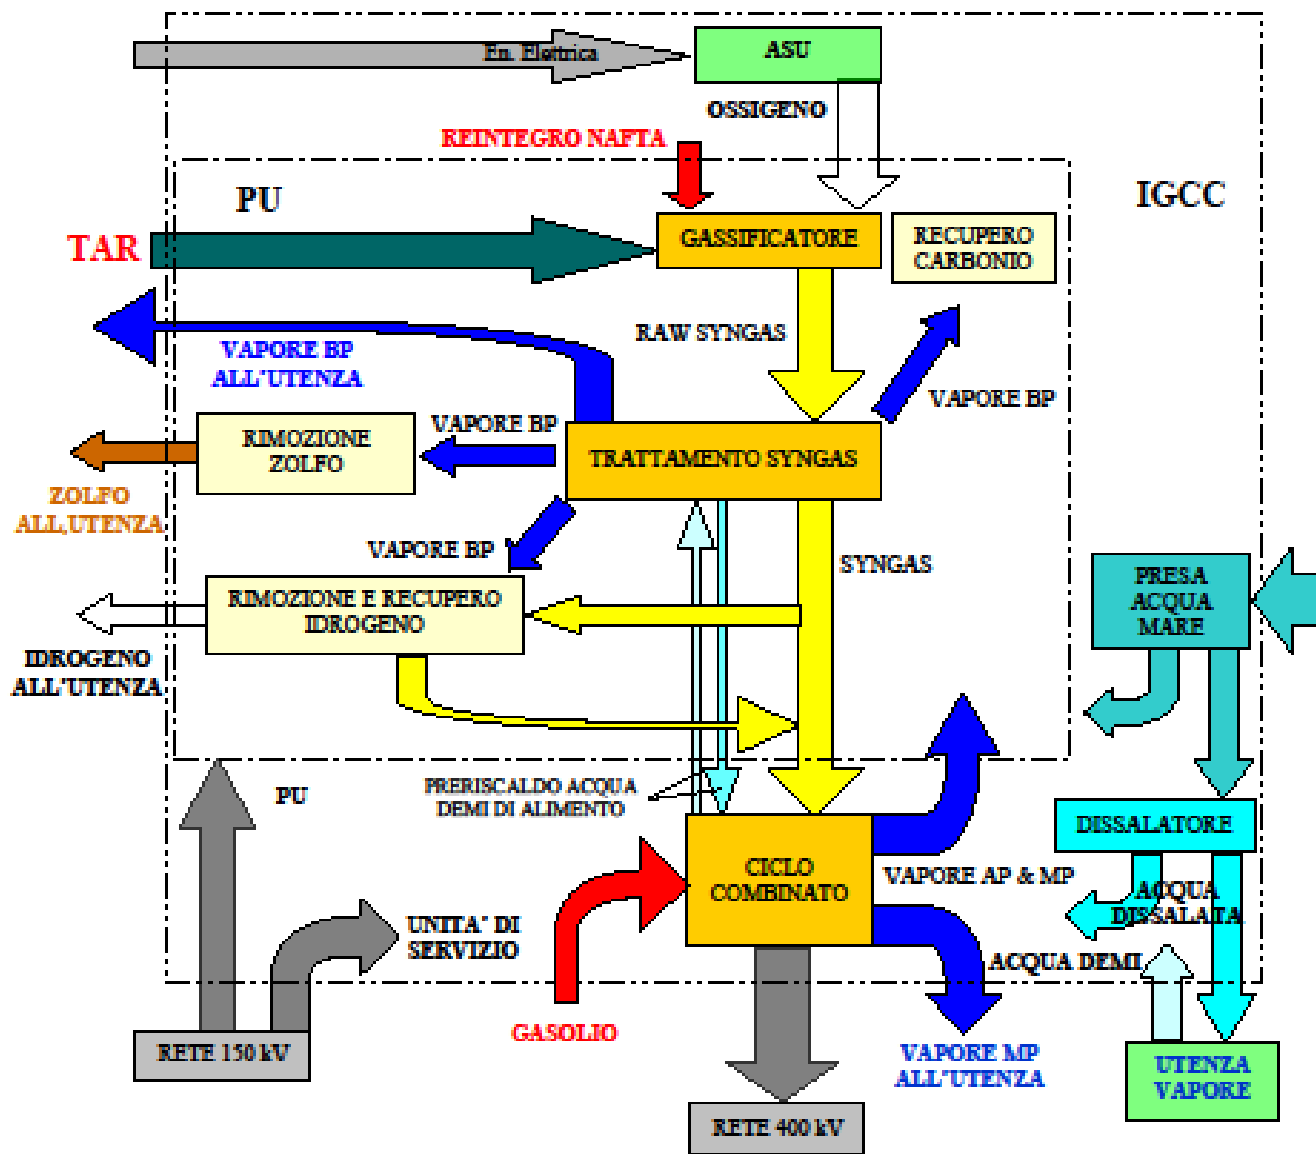 En. Elettrica
ASU
OSSIGENO
REINTEGRO NAFTA
PU
IGCC
TAR
GASSIFICATORE
RECUPERO
CARBONIO
RAW SYNGAS
VAPORE BP
ALL'UTENZA
VAPORE BP
VAPORE BP
RIMOZIONE
ZOLFO
TRATTAMENTO SYNGAS
ZOLFO
ALL,UTENZA
VAPORE BP
SYNGAS
RIMOZIONE E RECUPERO
IDROGENO
PRESA
ACQUA
MARE
IDROGENO
ALL'UTENZA
PU
PRERISCALDO ACQUA
DEMI DI ALIMENTO
DISSALATORE
CICLO
COMBINATO
VAPORE AP & MP
ACQUA
DISSALATA
UNITA' DI
SERVIZIO
ACQUA DEMI
GASOLIO
RETE 150 kV
VAPORE MP
ALL'UTENZA
UTENZA
VAPORE
RETE 400 kV